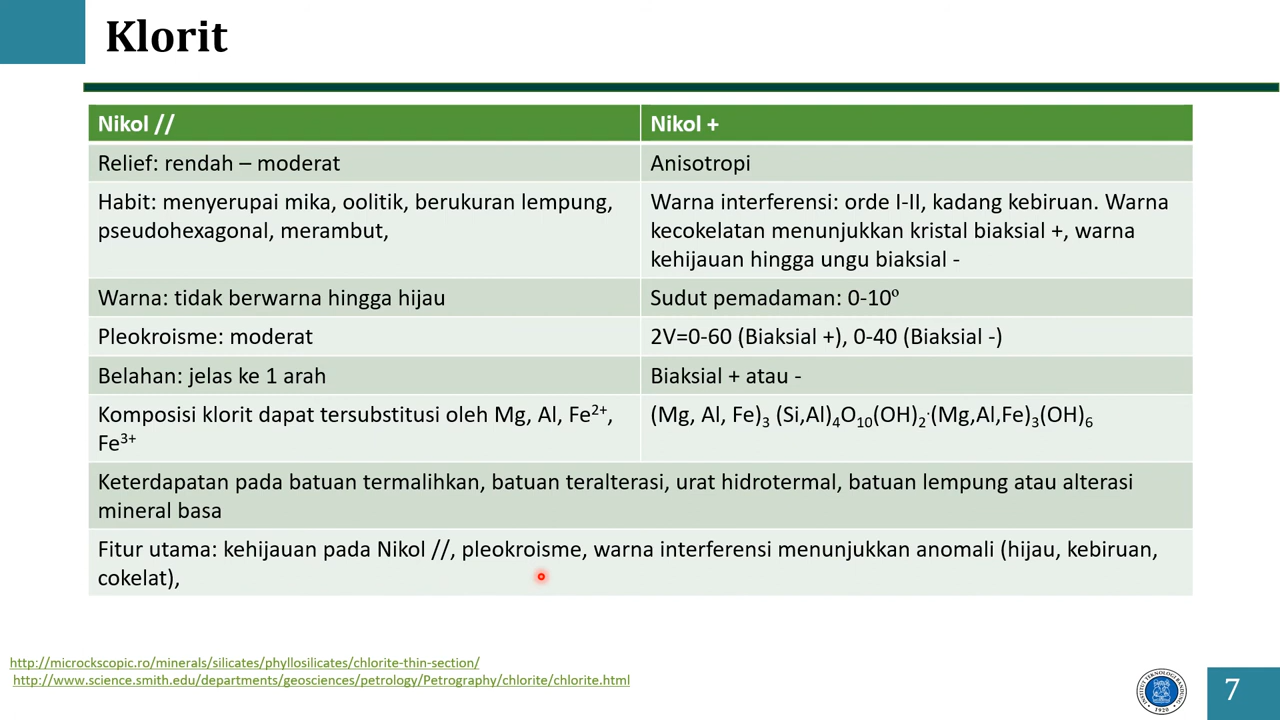 Klorit
Nikol //
Nikol +
Relief: rendah – moderat
Anisotropi
Habit: menyerupai mika, oolitik, berukuran lempung,
pseudohexagonal, merambut,
Warna interferensi: orde I-II, kadang kebiruan. Warna
kecokelatan menunjukkan kristal biaksial +, warna
kehijauan hingga ungu biaksial -
Warna: tidak berwarna hingga hijau
Sudut pemadaman: 0-10º
Pleokroisme: moderat
2V=0-60 (Biaksial +), 0-40 (Biaksial -)
Belahan: jelas ke 1 arah
Biaksial + atau -
Komposisi klorit dapat tersubstitusi oleh Mg, Al, Fe²⁺,
Fe³⁺
(Mg, Al, Fe)₃ (Si,Al)₄O₁₀(OH)₂·(Mg,Al,Fe)₃(OH)₆
Keterdapatan pada batuan termalihkan, batuan teralterasi, urat hidrotermal, batuan lempung atau alterasi
mineral basa
Fitur utama: kehijauan pada Nikol //, pleokroisme, warna interferensi menunjukkan anomali (hijau, kebiruan,
cokelat),
http://microckscopic.ro/minerals/silicates/phyllosilicates/chlorite-thin-section/
http://www.science.smith.edu/departments/geosciences/petrology/Petrography/chlorite/chlorite.html
INSTITUT TEKNOLOGI BANDUNG
1920
7